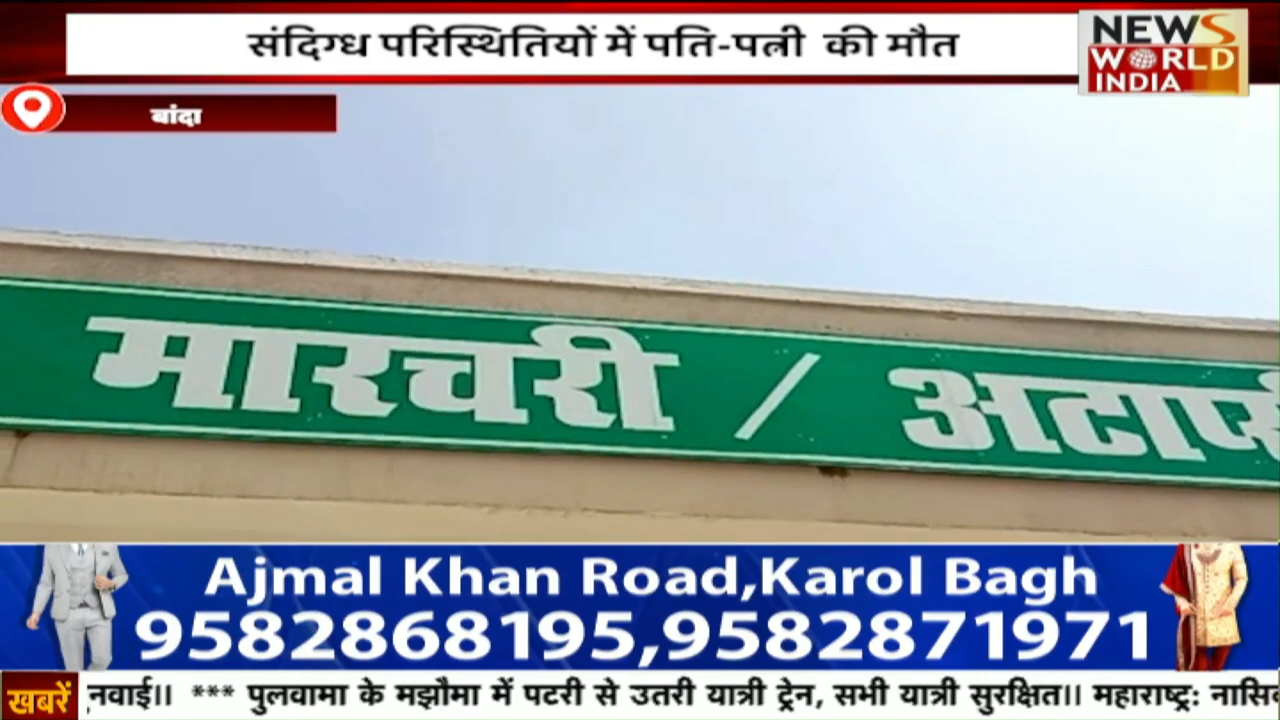 संदिग्ध परिस्थितियों में पति-पत्नी की मौत
NEWS
WORLD
INDIA
बांदा
मारचरी / अटाप्सी
Ajmal Khan Road,Karol Bagh
9582868195,9582871971
खबरें
नवाई।। *** पुलवामा के मझौमा में पटरी से उतरी यात्री ट्रेन, सभी यात्री सुरक्षित।। महाराष्ट्र: नासि